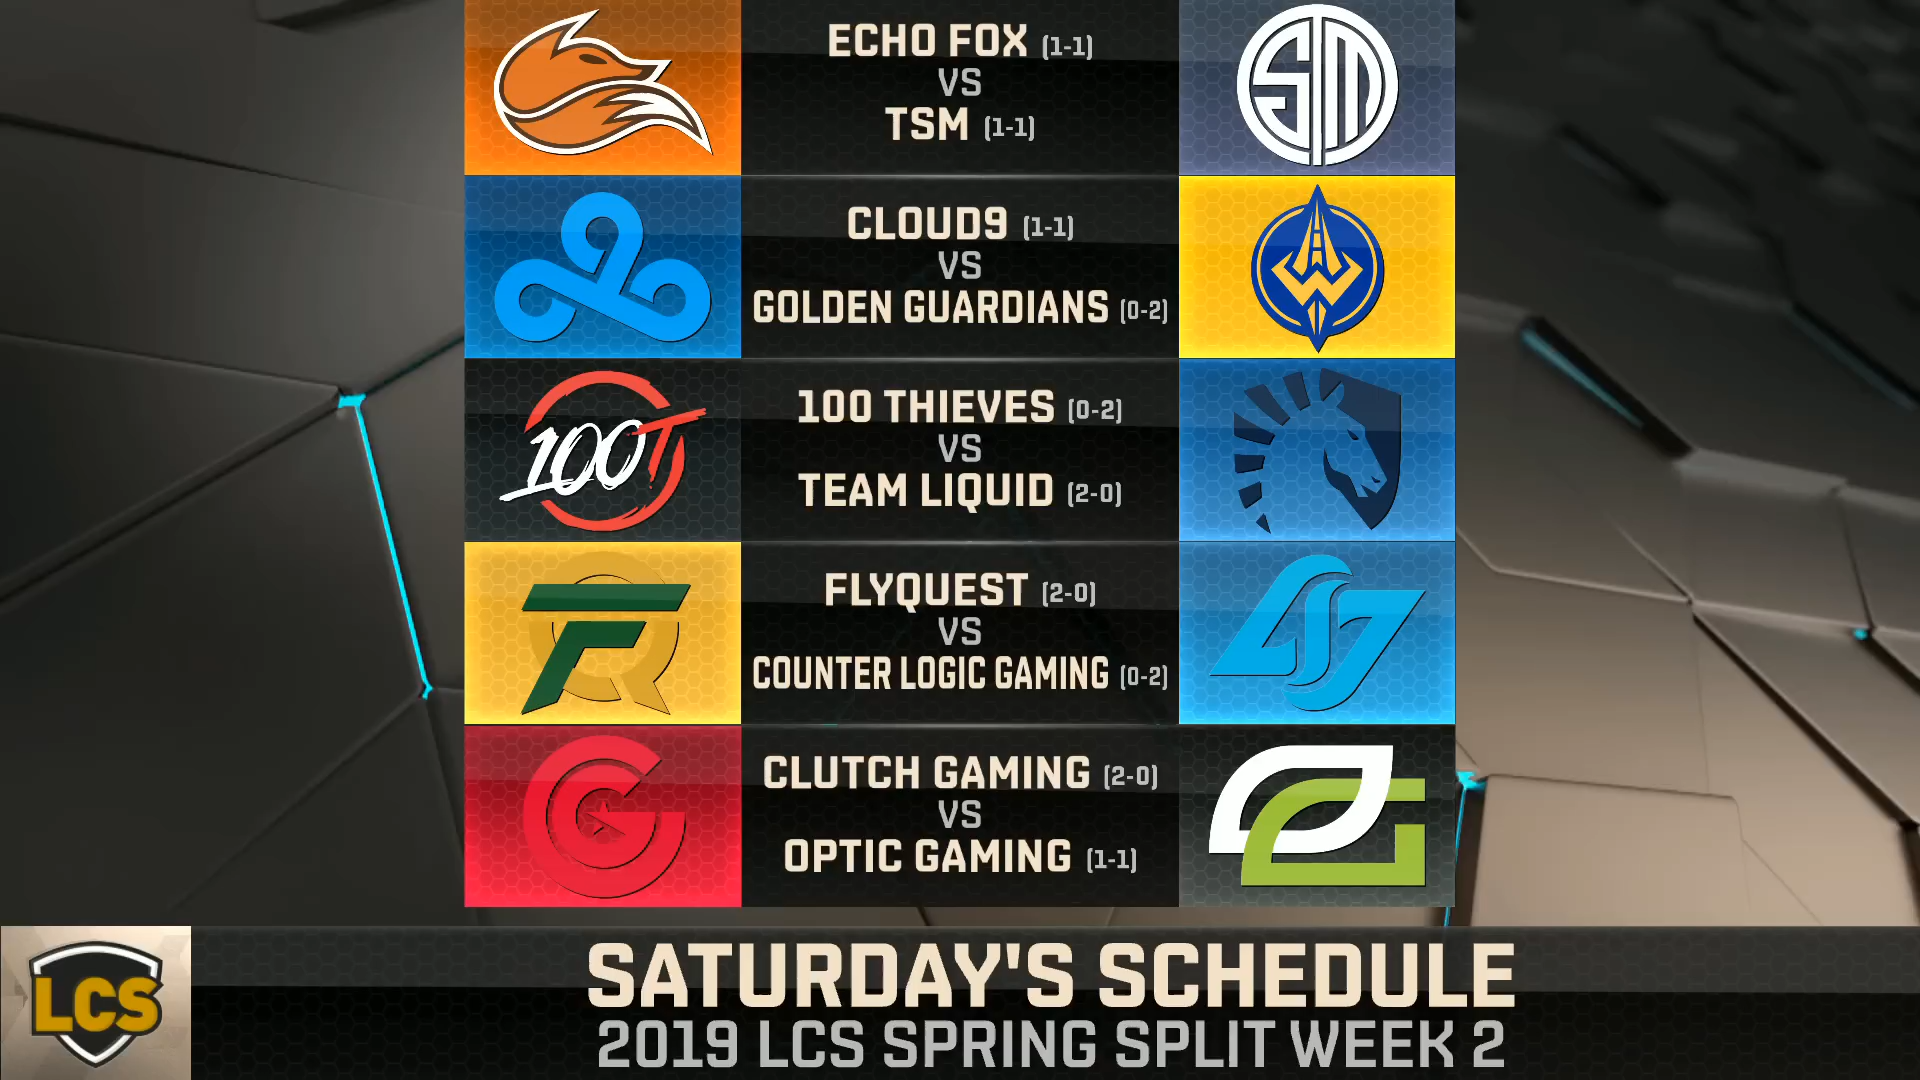 ECHO FOX (1-1)
VS
TSM (1-1)
SM
CLOUD9 (1-1)
VS
GOLDEN GUARDIANS (0-2)
100T
100 THIEVES (0-2)
VS
TEAM LIQUID (2-0)
FLYQUEST (2-0)
VS
COUNTER LOGIC GAMING (0-2)
CLUTCH GAMING (2-0)
VS
OPTIC GAMING (1-1)
LCS
SATURDAY'S SCHEDULE
2019 LCS SPRING SPLIT WEEK 2